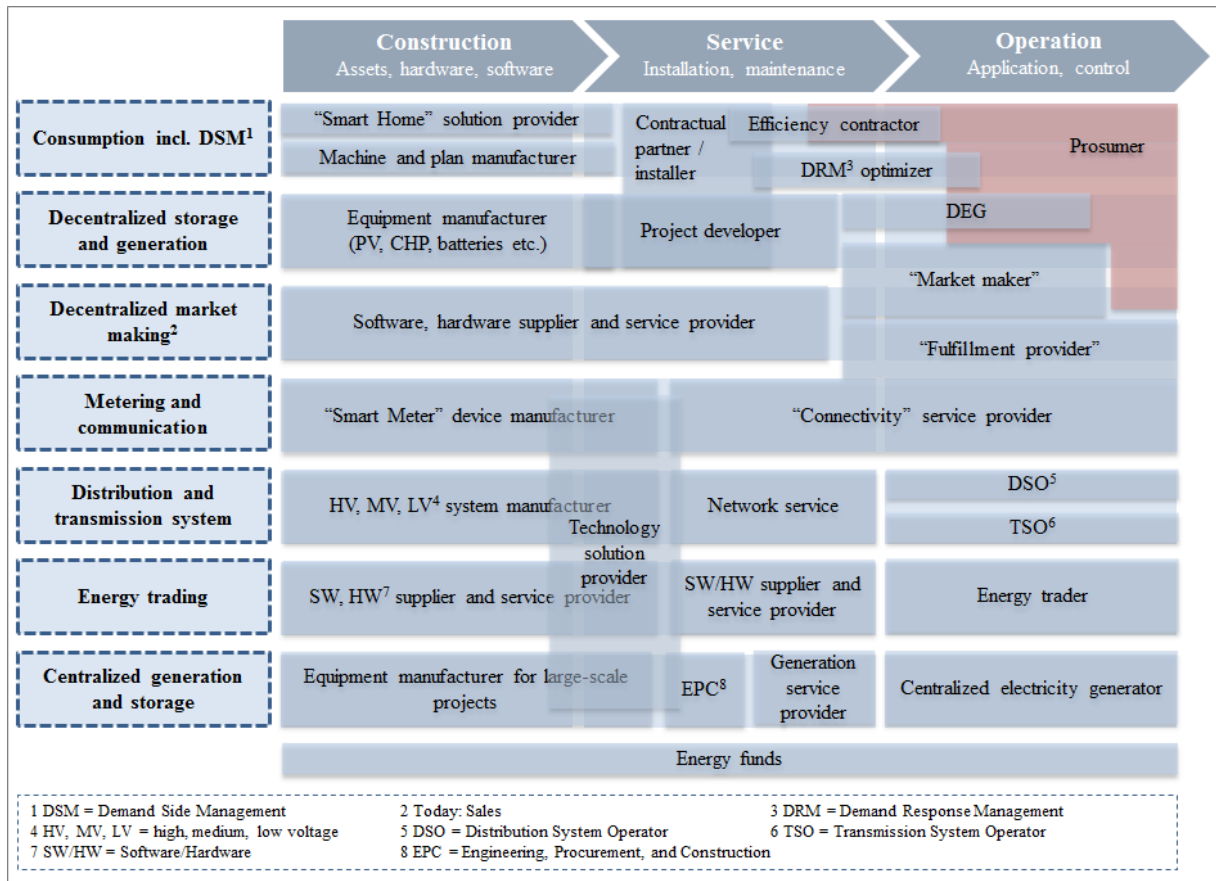 Construction
Assets, hardware, software
Service
Installation, maintenance
Operation
Application, control
Consumption incl. DSM¹
“Smart Home” solution provider
Machine and plan manufacturer
Contractual
partner /
installer
Efficiency contractor
DRM³ optimizer
Prosumer
Decentralized storage
and generation
Equipment manufacturer
(PV, CHP, batteries etc.)
Project developer
DEG
Decentralized market
making²
Software, hardware supplier and service provider
“Market maker”
“Fulfillment provider”
Metering and
communication
“Smart Meter” device manufacturer
“Connectivity” service provider
Distribution and
transmission system
HV, MV, LV⁴ system manufacturer
Technology
solution
provider
Network service
DSO⁵
TSO⁶
Energy trading
SW, HW⁷ supplier and service provider
SW/HW supplier and
service provider
Energy trader
Centralized generation
and storage
Equipment manufacturer for large-scale
projects
EPC⁸
Generation
service
provider
Centralized electricity generator
Energy funds
1 DSM = Demand Side Management
2 Today: Sales
3 DRM = Demand Response Management
4 HV, MV, LV = high, medium, low voltage
5 DSO = Distribution System Operator
6 TSO = Transmission System Operator
7 SW/HW = Software/Hardware
8 EPC = Engineering, Procurement, and Construction